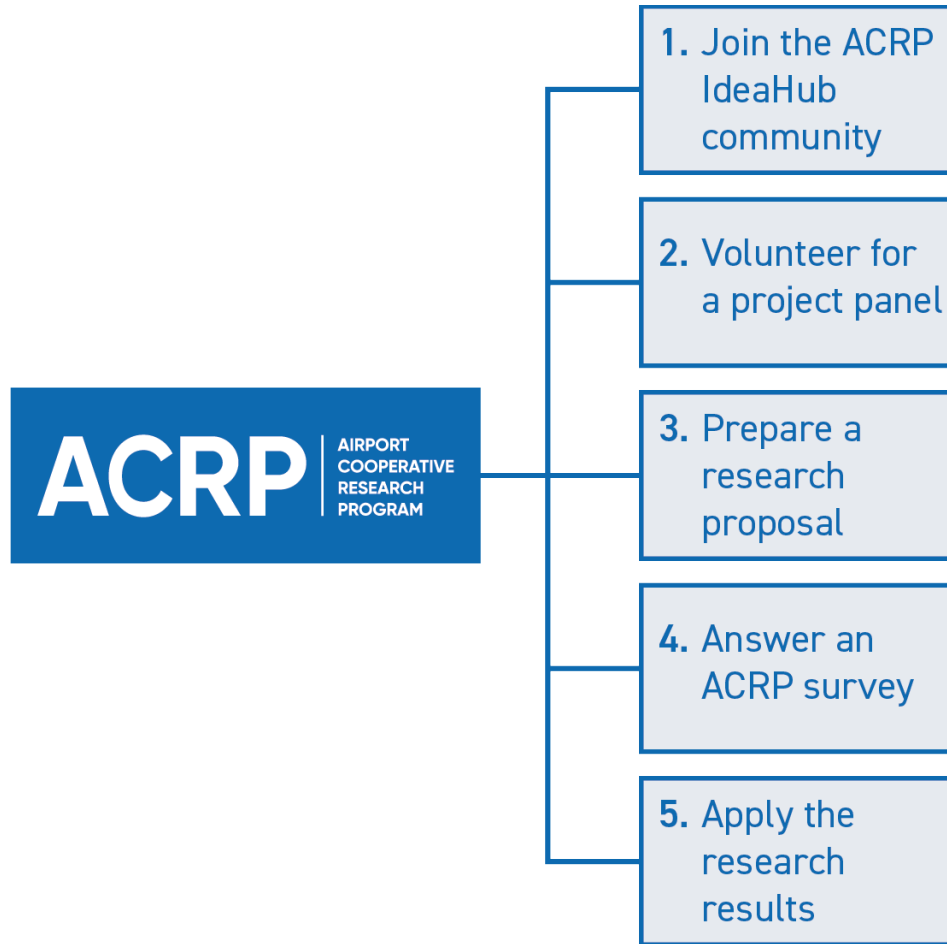 ACRP
AIRPORT
COOPERATIVE
RESEARCH
PROGRAM
1. Join the ACRP
IdeaHub
community
2. Volunteer for
a project panel
3. Prepare a
research
proposal
4. Answer an
ACRP survey
5. Apply the
research
results